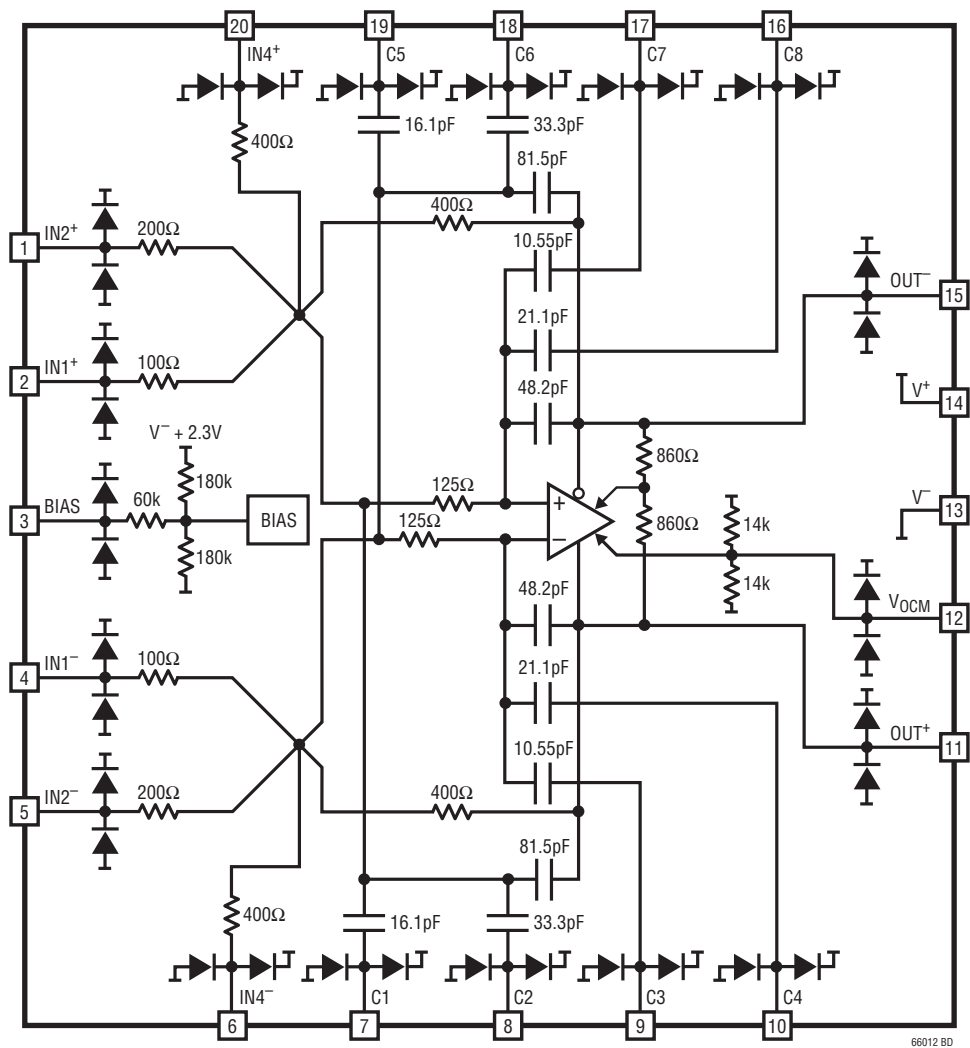 20 19 18 17 16
IN4+ C5 C6 C7 C8
16.1pF 33.3pF
400Ω
81.5pF
400Ω
IN2+ 200Ω
1
10.55pF
OUT−
15
21.1pF
IN1+ 100Ω
2
48.2pF
V+
14
V− + 2.3V
860Ω
180k
125Ω
BIAS 60k
3
BIAS
+
125Ω
−
860Ω
14k
V−
13
180k
14k
VOCM
12
48.2pF
IN1− 100Ω
4
21.1pF
OUT+
11
10.55pF
IN2− 200Ω
5
400Ω
81.5pF
400Ω
16.1pF 33.3pF
IN4− C1 C2 C3 C4
6 7 8 9 10
66012 BD